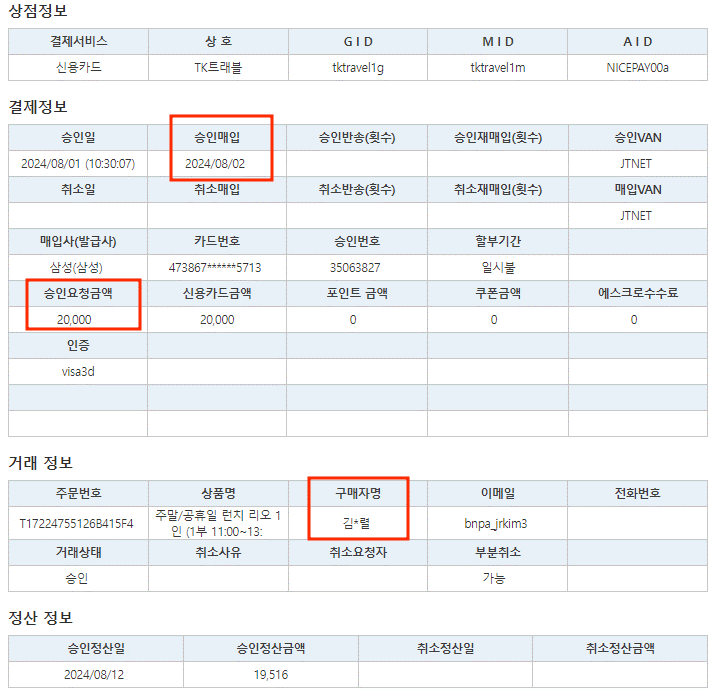 상점정보
결제서비스 상 호 G I D M I D A I D
신용카드 TK트래블 tktravel1g tktravel1m NICEPAY00a
결제정보
승인일 승인매입 승인반송(횟수) 승인재매입(횟수) 승인VAN
2024/08/01 (10:30:07) 2024/08/02 JTNET
취소일 취소매입 취소반송(횟수) 취소재매입(횟수) 매입VAN
JTNET
매입사(발급사) 카드번호 승인번호 할부기간
삼성(삼성) 473867******5713 35063827 일시불
승인요청금액 신용카드금액 포인트 금액 쿠폰금액 에스크로수수료
20,000 20,000 0 0 0
인증
visa3d
거래 정보
주문번호 상품명 구매자명 이메일 전화번호
T17224755126B415F4 주말/공휴일 런치 리오 1 김*렬 bnpa_jrkim3
인 (1부 11:00~13:
거래상태 취소사유 취소요청자 부분취소
승인 가능
정산 정보
승인정산일 승인정산금액 취소정산일 취소정산금액
2024/08/12 19,516